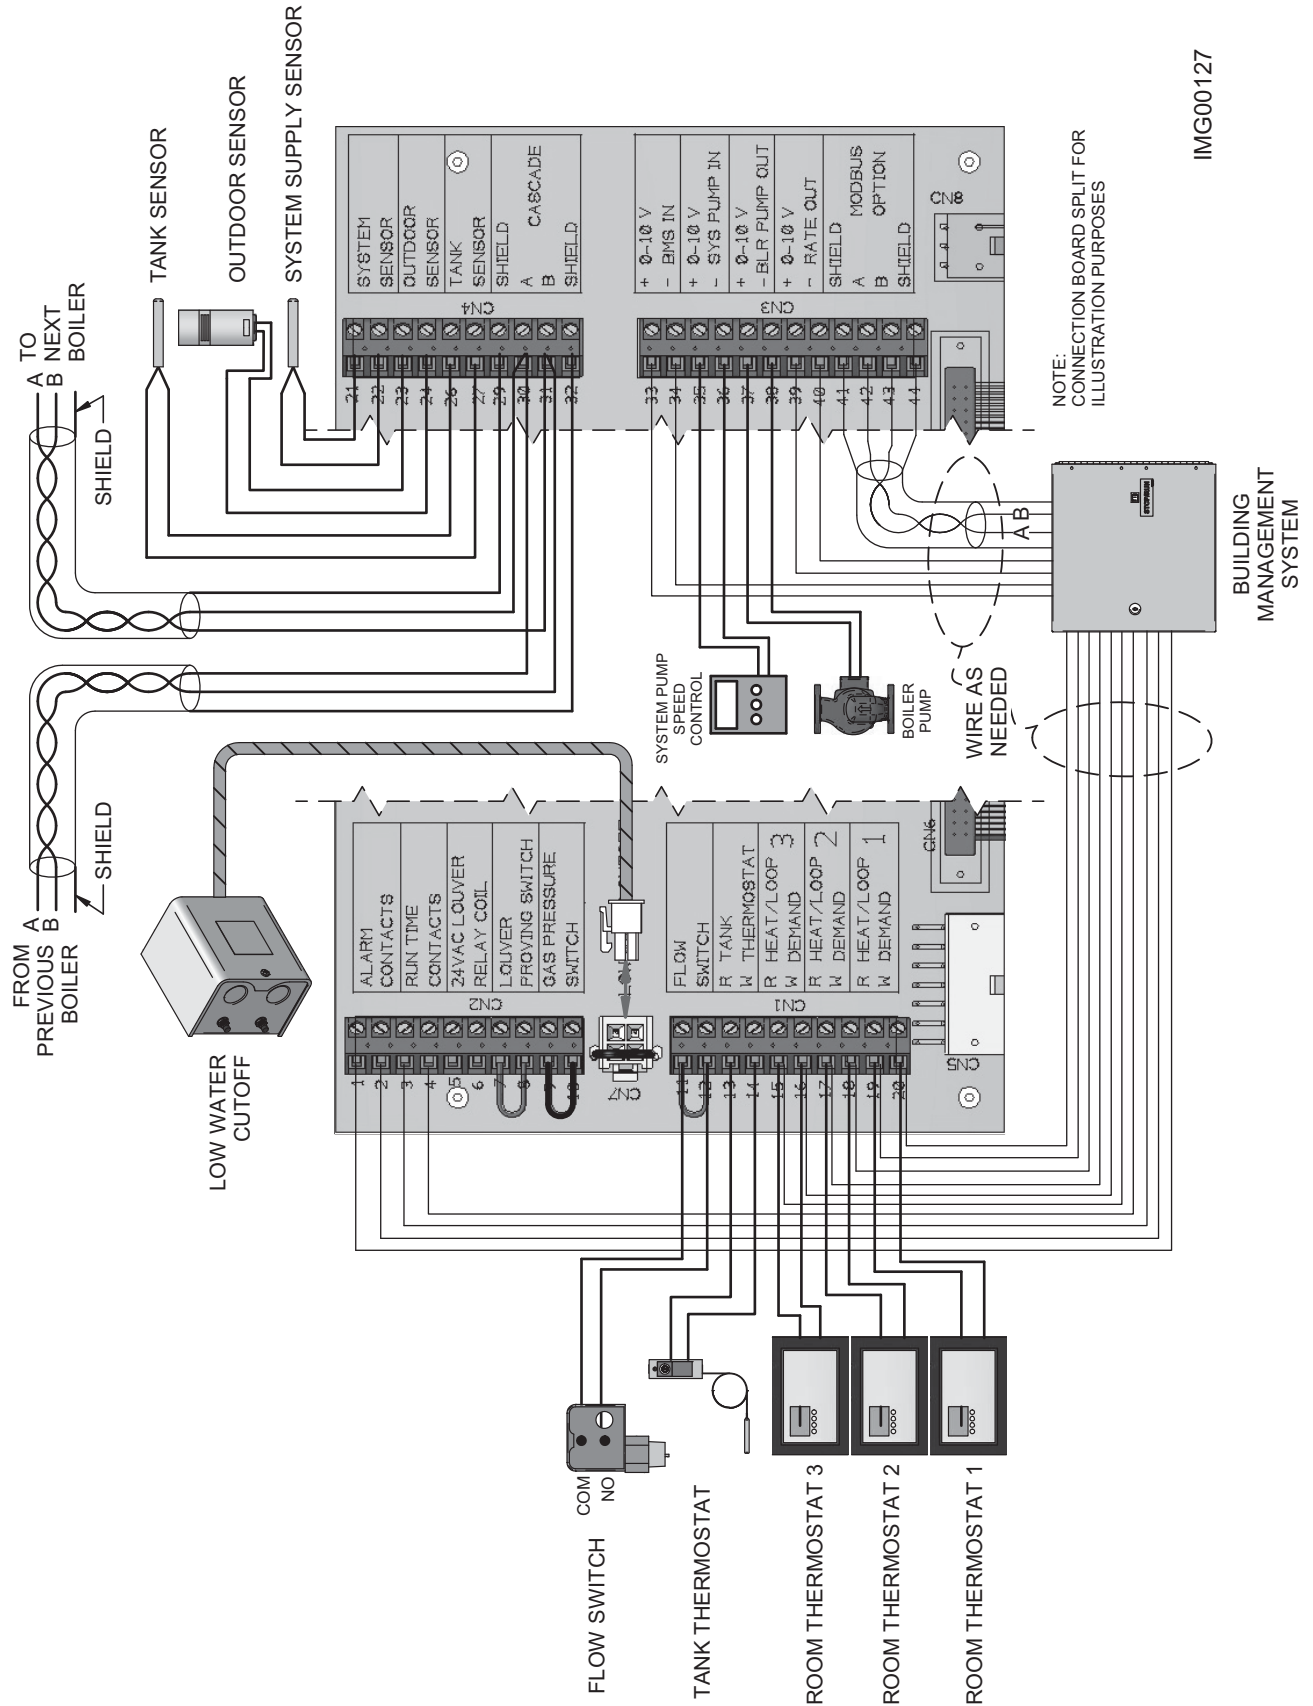 FROM
PREVIOUS
BOILER
A
B
SHIELD
A
B
TO
NEXT
BOILER
SHIELD
TANK SENSOR
OUTDOOR SENSOR
SYSTEM SUPPLY SENSOR
LOW WATER
CUTOFF
ALARM
CONTACTS
RUN TIME
CONTACTS
24VAC LOUVER
RELAY COIL
LOUVER
PROVING SWITCH
GAS PRESSURE
SWITCH
CN2
1
2
3
4
5
6
7
8
9
10
CN7
FLOW
SWITCH
R TANK
W THERMOSTAT
R HEAT/LOOP
W DEMAND
3
R HEAT/LOOP
W DEMAND
2
R HEAT/LOOP
W DEMAND
1
CN1
11
12
13
14
15
16
17
18
19
20
CN5
CN6
SYSTEM
SENSOR
OUTDOOR
SENSOR
TANK
SENSOR
SHIELD
A
CASCADE
B
SHIELD
CN4
21
22
23
24
26
27
29
30
31
32
+ 0-10 V
- BMS IN
+ 0-10 V
- SYS PUMP IN
+ 0-10 V
- BLR PUMP OUT
+ 0-10 V
- RATE OUT
SHIELD
A MODBUS
B OPTION
SHIELD
CN3
33
34
35
36
37
38
39
40
41
42
43
44
CN8
SYSTEM PUMP
SPEED
CONTROL
BOILER
PUMP
WIRE AS
NEEDED
A
B
NOTE:
CONNECTION BOARD SPLIT FOR
ILLUSTRATION PURPOSES
BUILDING
MANAGEMENT
SYSTEM
FLOW SWITCH
COM
NO
TANK THERMOSTAT
ROOM THERMOSTAT 3
ROOM THERMOSTAT 2
ROOM THERMOSTAT 1
IMG00127